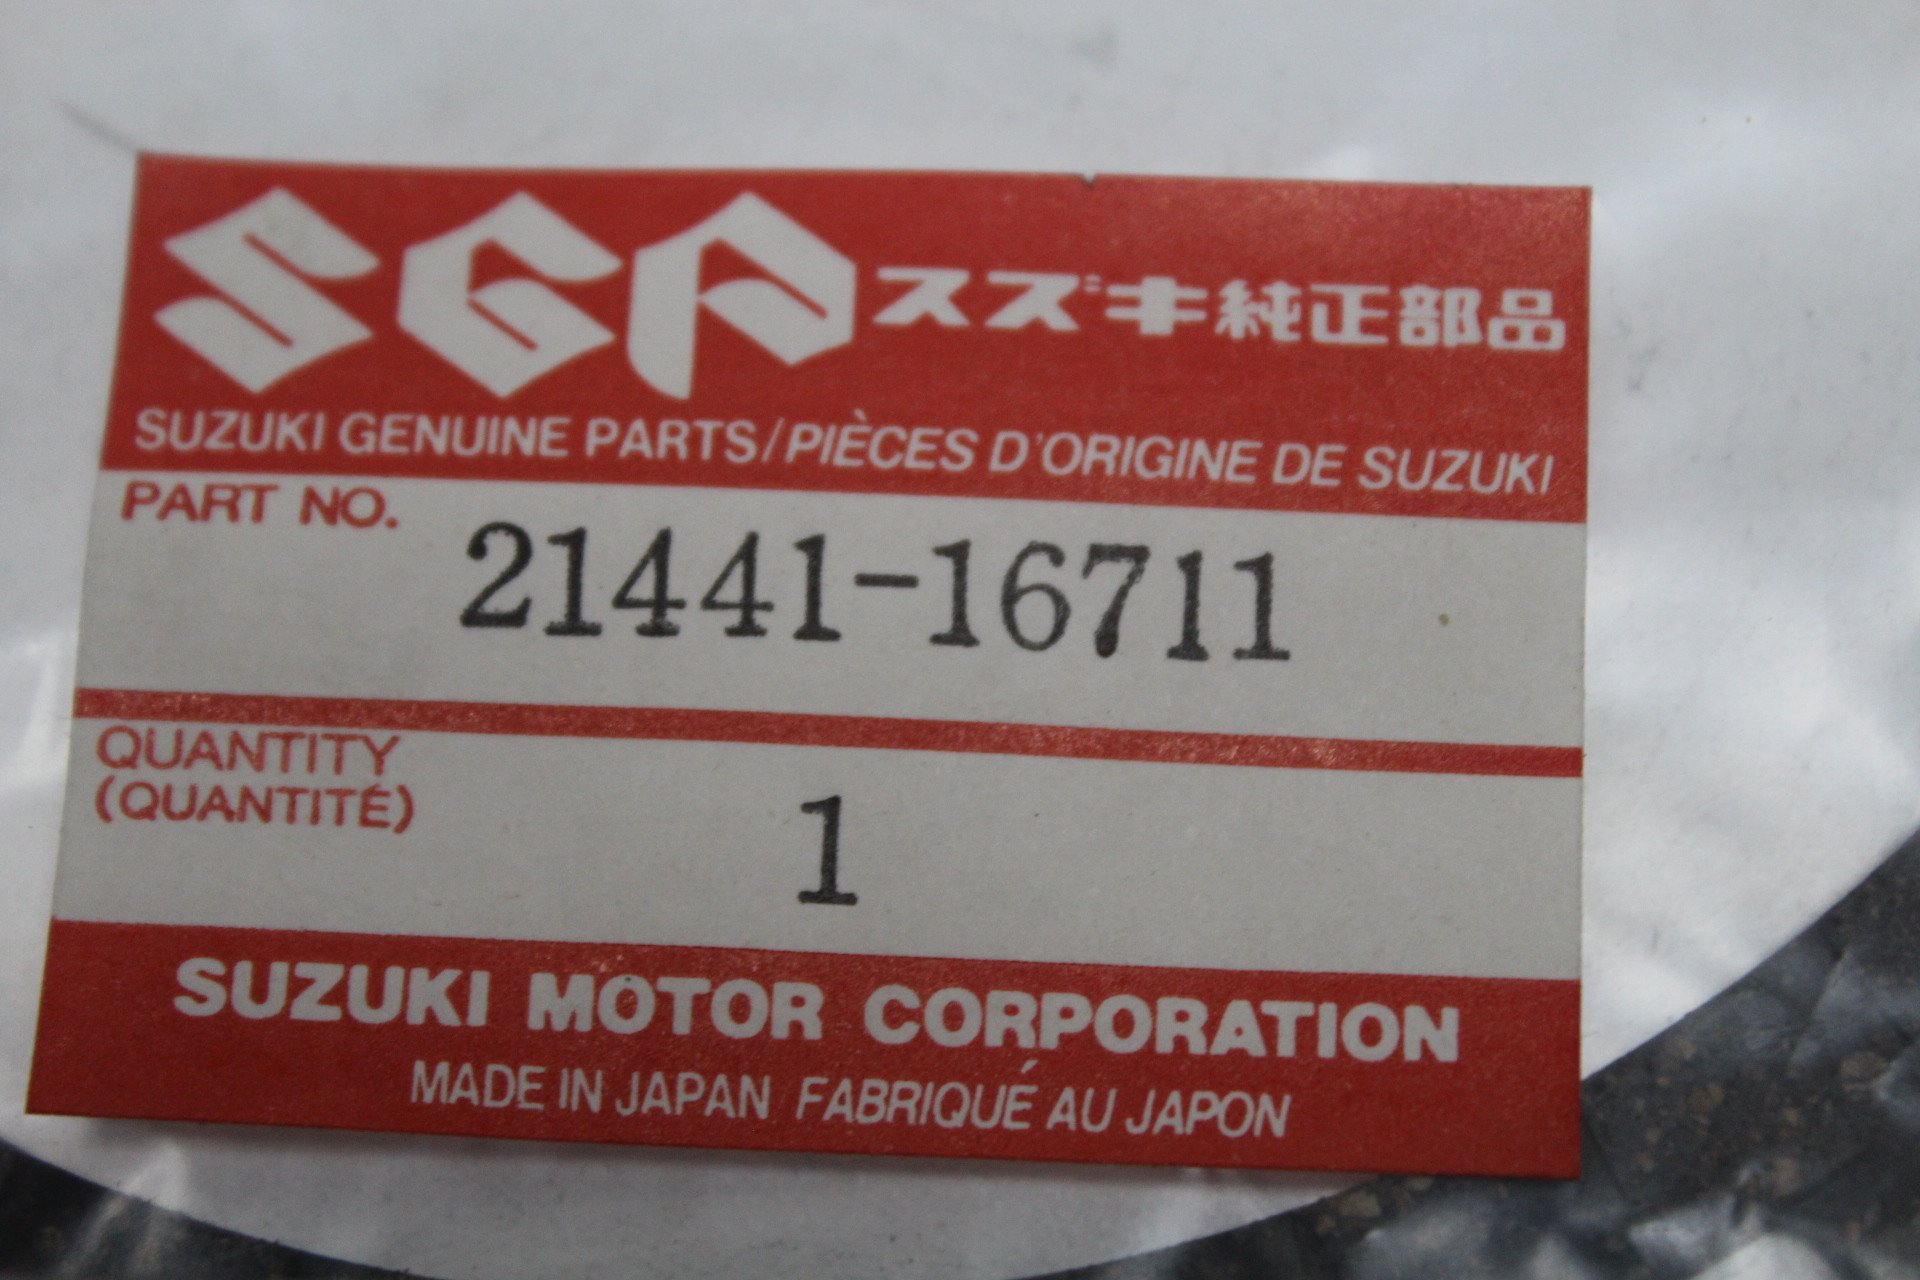 SGP スズキ純正部品
SUZUKI GENUINE PARTS/PIÈCES D'ORIGINE DE SUZUKI
PART NO.
21441-16711
QUANTITY
(QUANTITÉ)
1
SUZUKI MOTOR CORPORATION
MADE IN JAPAN FABRIQUÉ AU JAPON